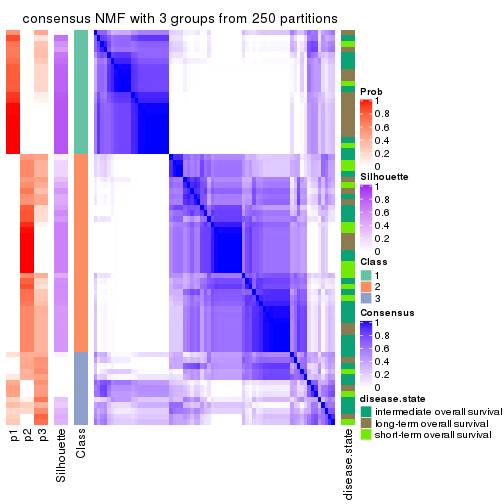 consensus NMF with 3 groups from 250 partitions
Prob
1
0.8
0.6
0.4
0.2
0
Silhouette
1
0.8
0.6
0.4
0.2
0
Class
1
2
3
Consensus
1
0.8
0.6
0.4
0.2
0
disease.state
intermediate overall survival
long-term overall survival
short-term overall survival
p1
p2
p3
Silhouette
Class
disease.state